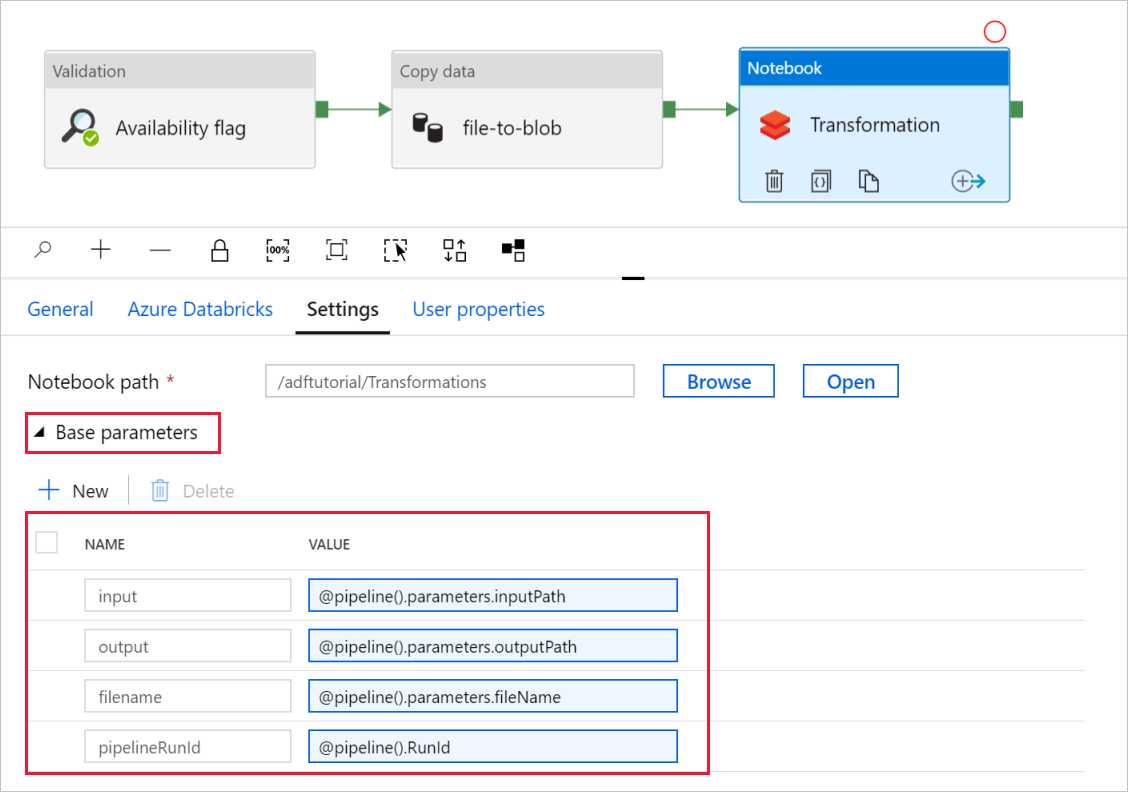 Validation
Availability flag
Copy data
file-to-blob
Notebook
Transformation
100%
General Azure Databricks Settings User properties
Notebook path * /adftutorial/Transformations Browse Open
Base parameters
New Delete
NAME VALUE
input @pipeline().parameters.inputPath
output @pipeline().parameters.outputPath
filename @pipeline().parameters.fileName
pipelineRunId @pipeline().RunId